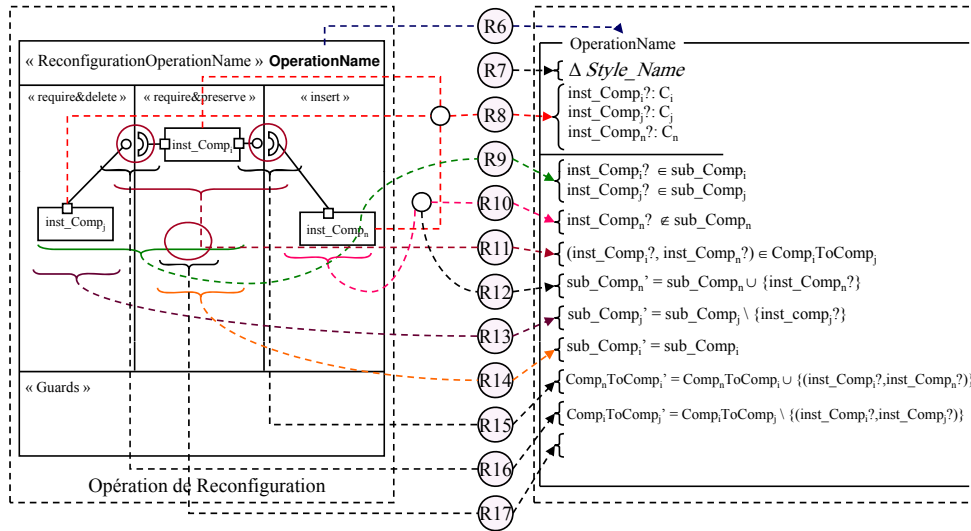 « ReconfigurationOperationName » OperationName
« require&delete »
« require&preserve »
« insert »
inst_Compᵢ
inst_Compⱼ
inst_Compₙ
« Guards »
Opération de Reconfiguration
R6
R7
R8
R9
R10
R11
R12
R13
R14
R15
R16
R17
OperationName
Δ Style_Name
inst_Compᵢ?: Cᵢ
inst_Compⱼ?: Cⱼ
inst_Compₙ?: Cₙ
inst_Compᵢ? ∈ sub_Compᵢ
inst_Compⱼ? ∈ sub_Compⱼ
inst_Compₙ? ∉ sub_Compₙ
(inst_Compᵢ?, inst_Compₙ?) ∈ CompᵢToCompⱼ
sub_Compₙ’ = sub_Compₙ ∪ {inst_Compₙ?}
sub_Compⱼ’ = sub_Compⱼ \ {inst_compⱼ?}
sub_Compᵢ’ = sub_Compᵢ
CompₙToCompᵢ’ = CompₙToCompᵢ ∪ {(inst_Compᵢ?,inst_Compₙ?)}
CompᵢToCompⱼ’ = CompᵢToCompⱼ \ {(inst_Compᵢ?,inst_Compⱼ?)}